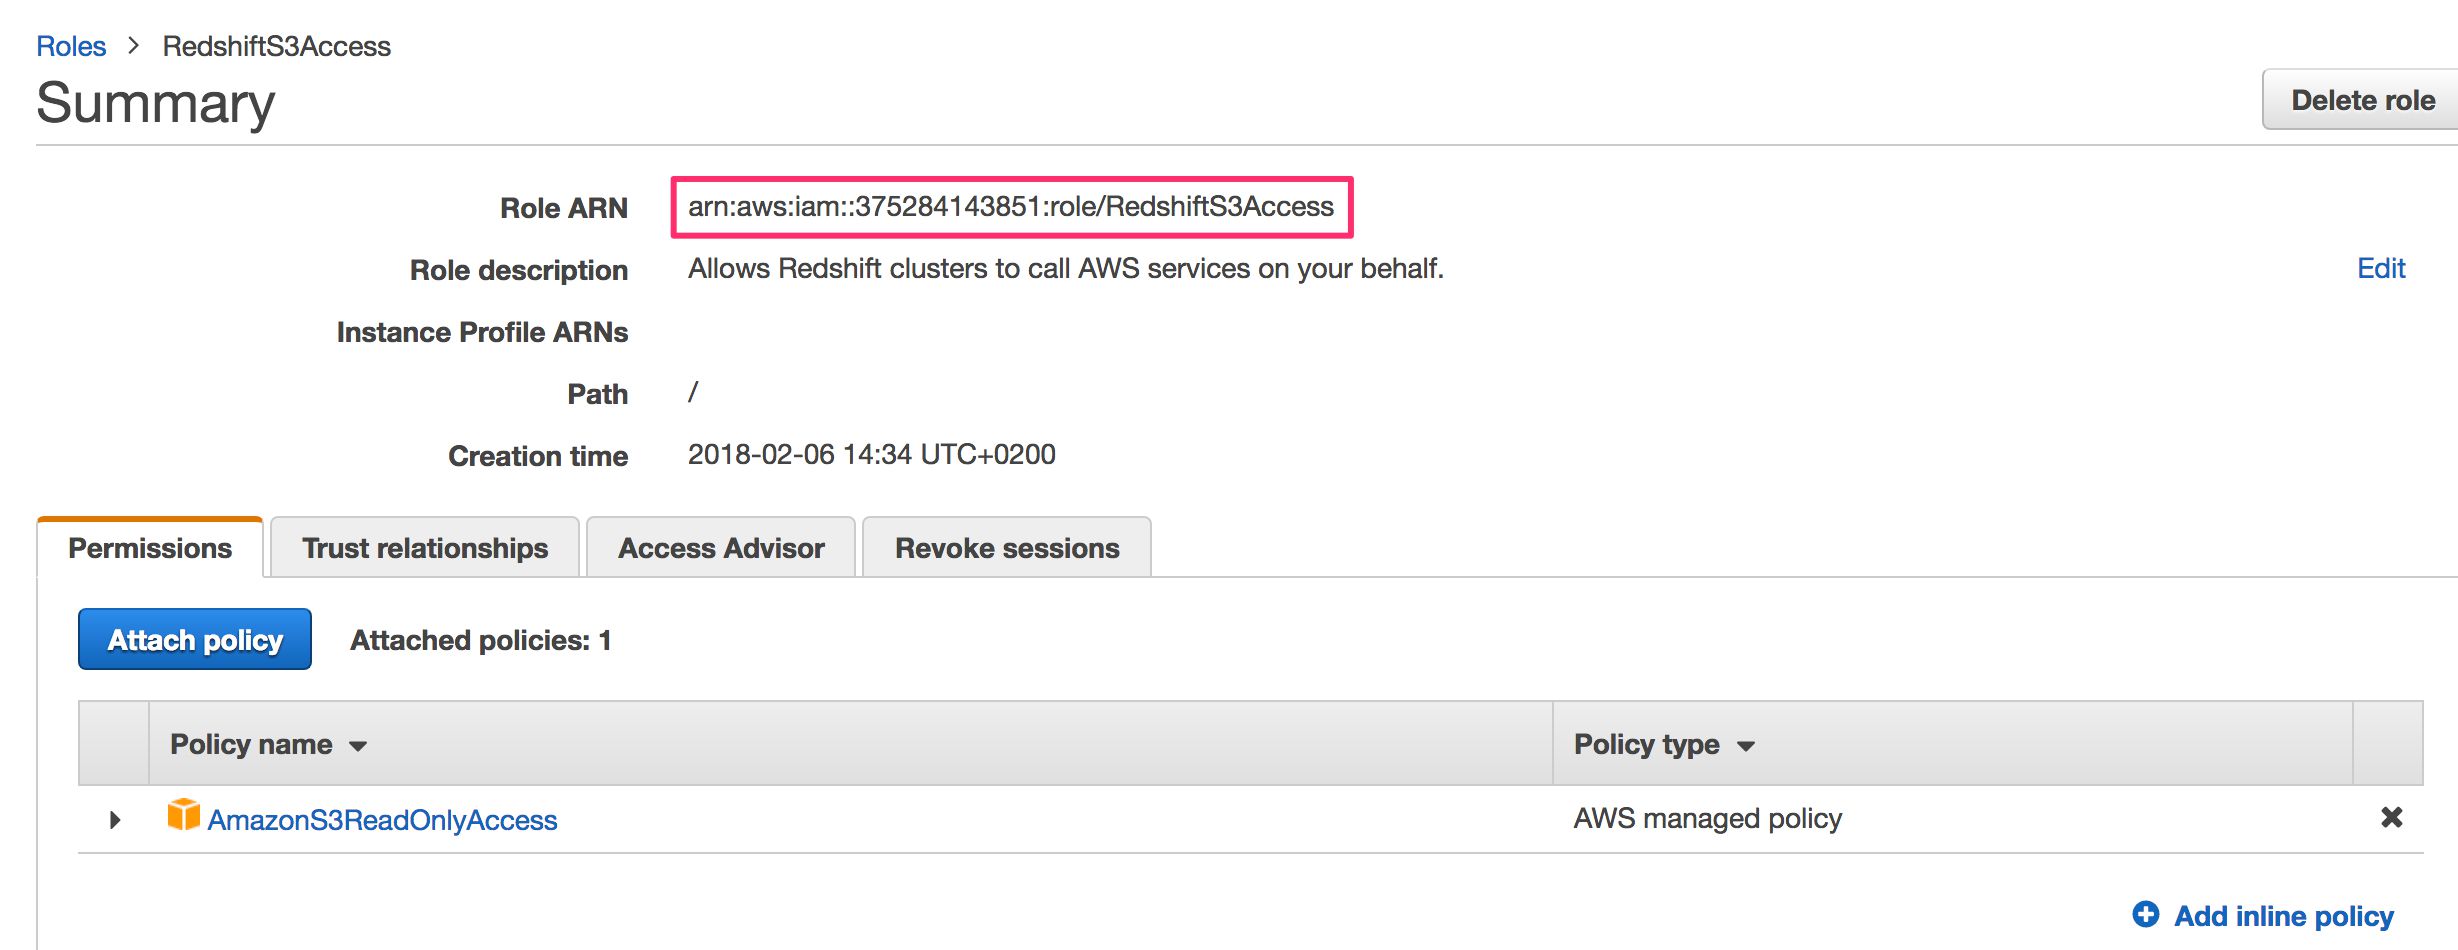 Roles > RedshiftS3Access
Summary
Delete role
Role ARN arn:aws:iam::375284143851:role/RedshiftS3Access
Role description Allows Redshift clusters to call AWS services on your behalf. Edit
Instance Profile ARNs
Path /
Creation time 2018-02-06 14:34 UTC+0200
Permissions Trust relationships Access Advisor Revoke sessions
Attach policy Attached policies: 1
Policy name Policy type
AmazonS3ReadOnlyAccess AWS managed policy
Add inline policy